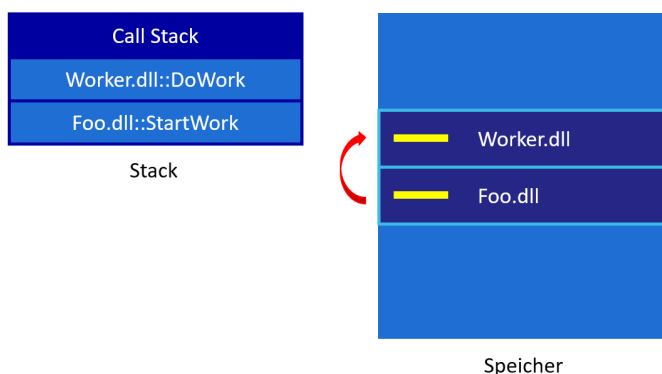 Call Stack
Worker.dll::DoWork
Foo.dll::StartWork
Stack
Worker.dll
Foo.dll
Speicher